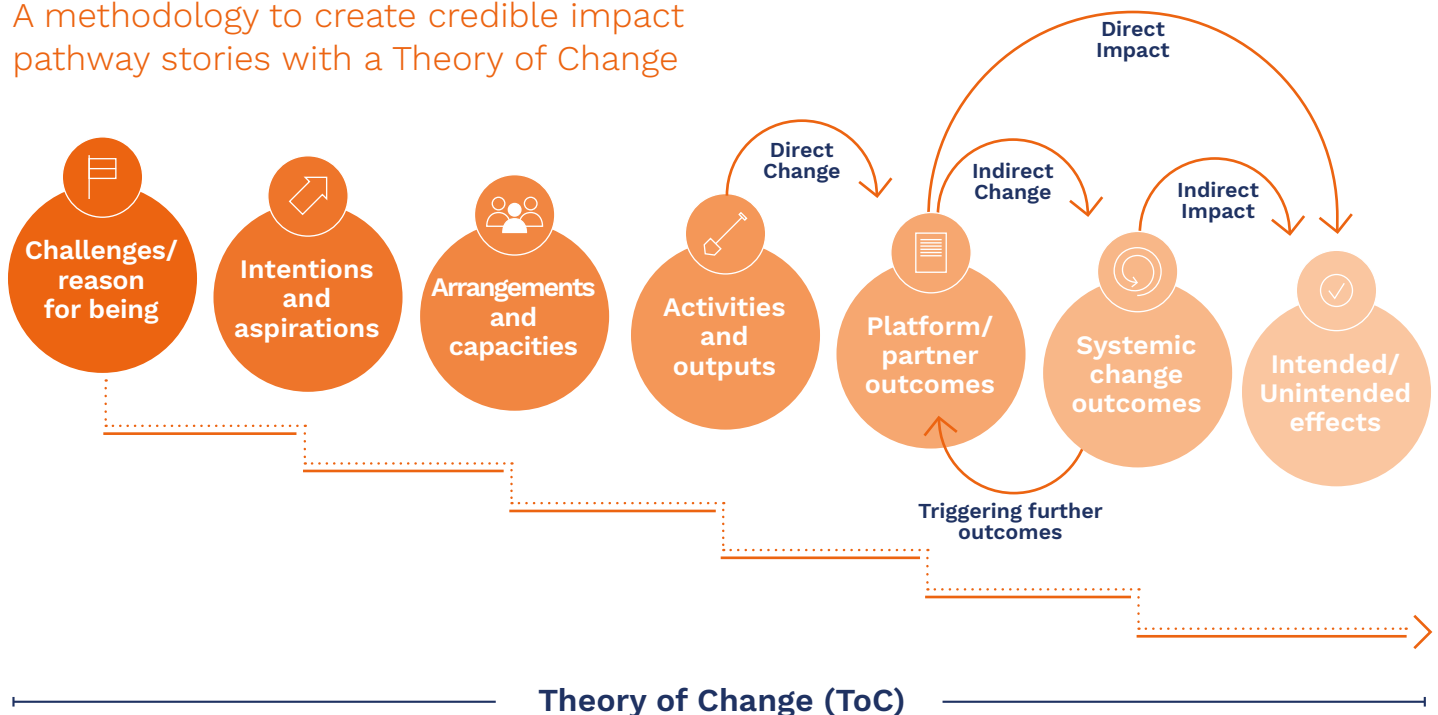 A methodology to create credible impact
pathway stories with a Theory of Change
Direct
Impact
Direct
Change
Indirect
Change
Indirect
Impact
Challenges/
reason
for being
Intentions
and
aspirations
Arrangements
and
capacities
Activities
and
outputs
Platform/
partner
outcomes
Systemic
change
outcomes
Intended/
Unintended
effects
Triggering further
outcomes
Theory of Change (ToC)